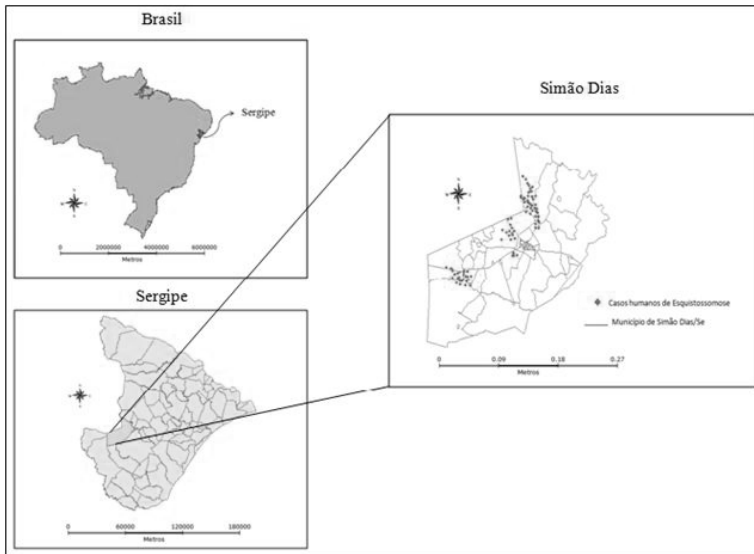 Brasil
Sergipe
0 2000000 4000000 6000000
Metros
Sergipe
0 60000 120000 180000
Metros
Simão Dias
Casos humanos de Esquistossomose
Município de Simão Dias/Se
0 0.09 0.18 0.27
Metros